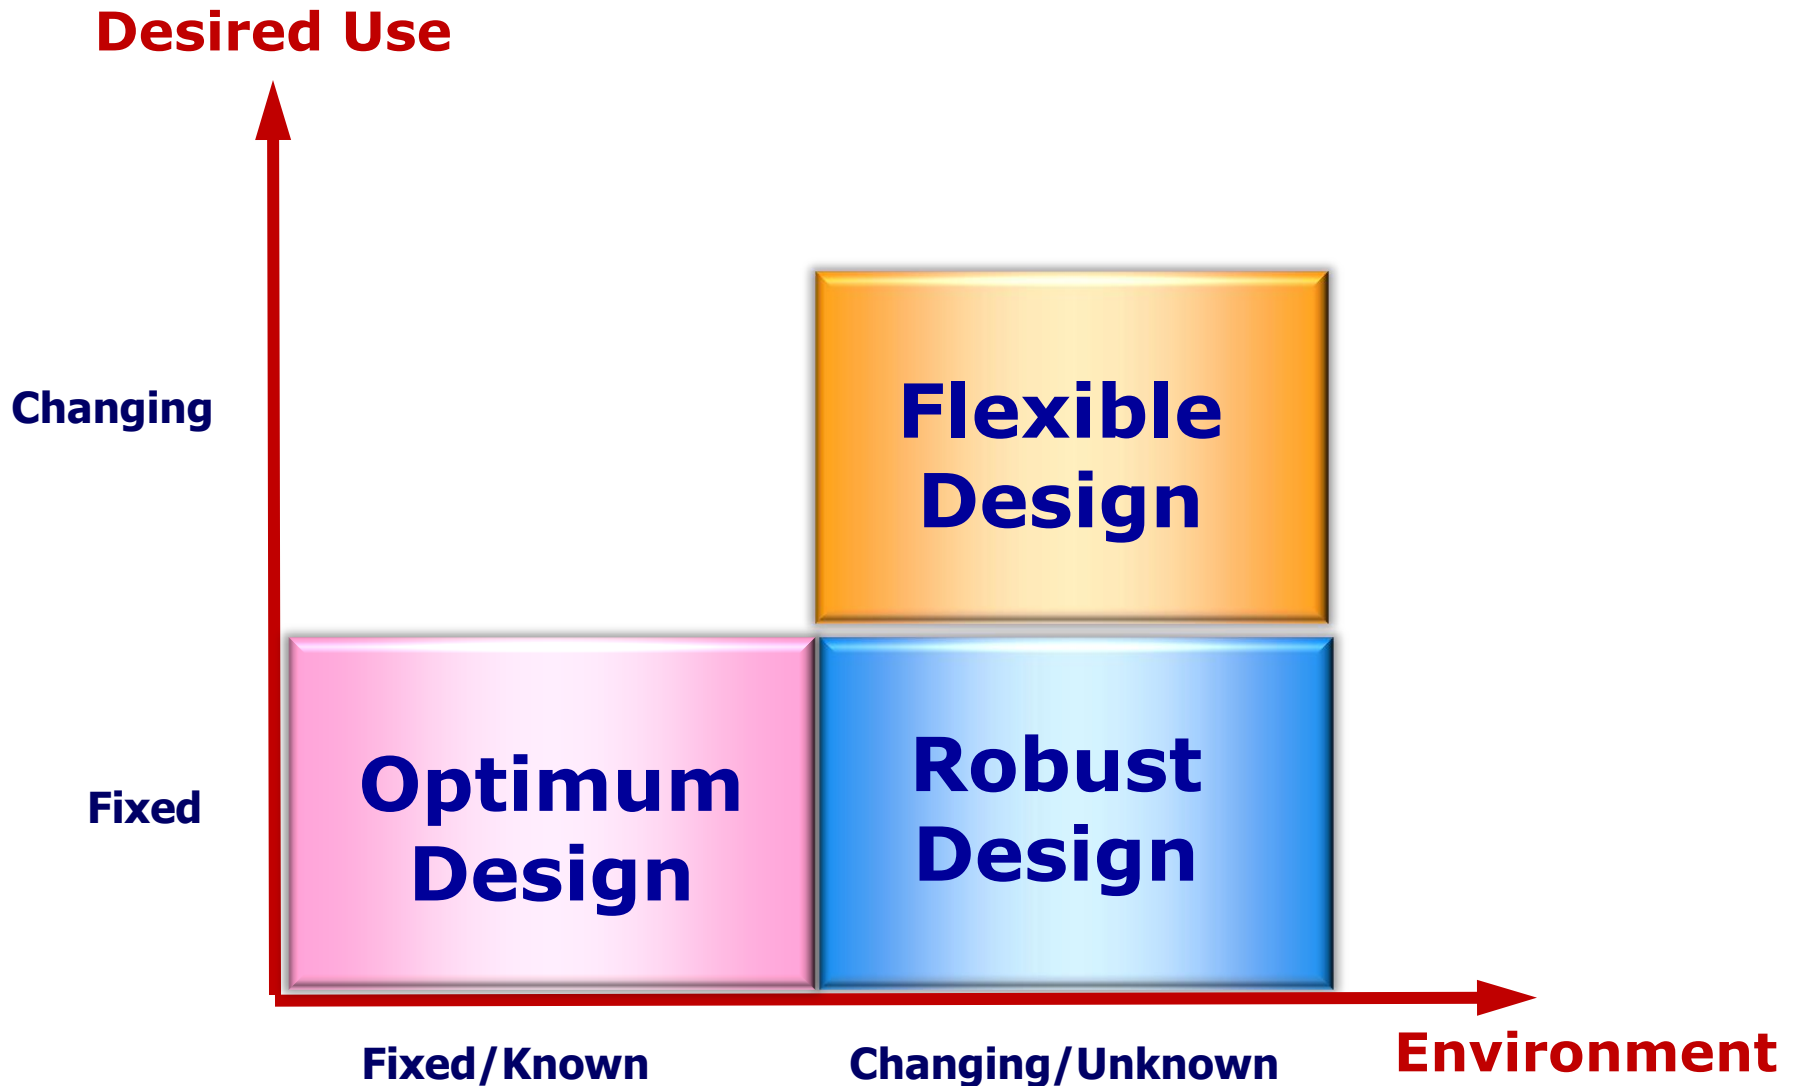 Desired Use
Changing
Flexible
Design
Fixed
Optimum
Design
Robust
Design
Fixed/Known
Changing/Unknown
Environment